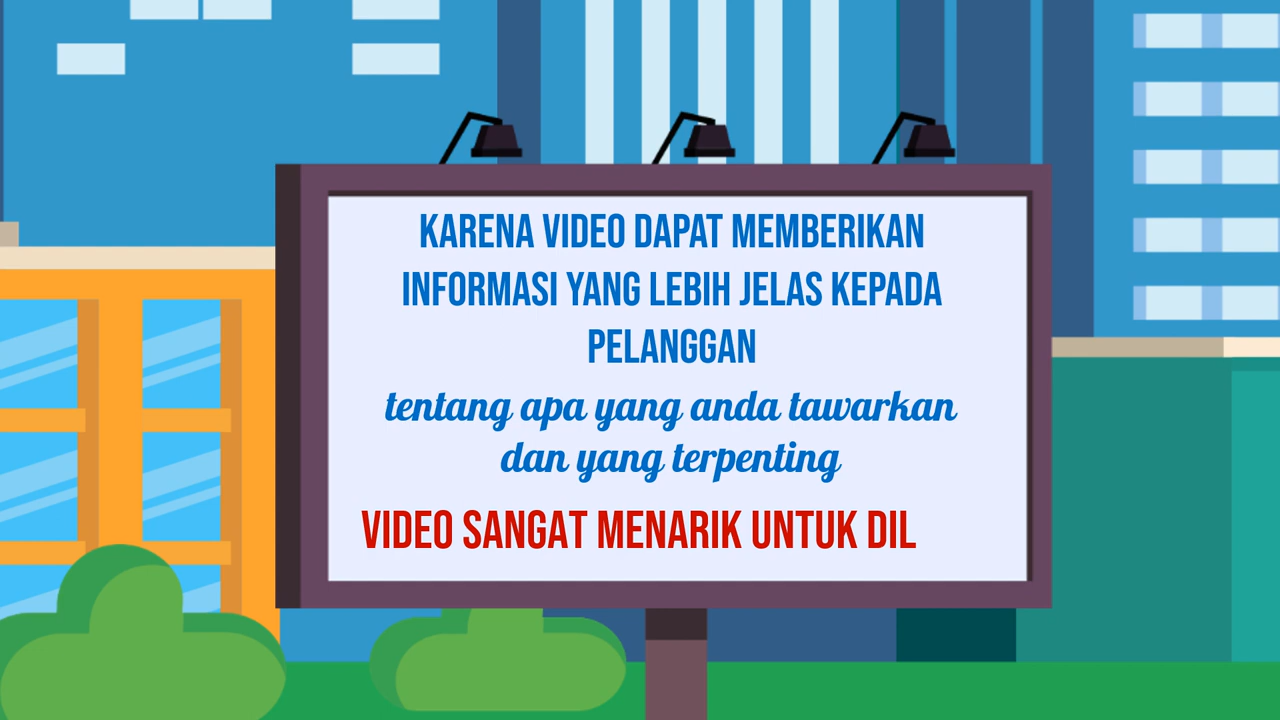 KARENA VIDEO DAPAT MEMBERIKAN
INFORMASI YANG LEBIH JELAS KEPADA
PELANGGAN
tentang apa yang anda tawarkan
dan yang terpenting
VIDEO SANGAT MENARIK UNTUK DIL